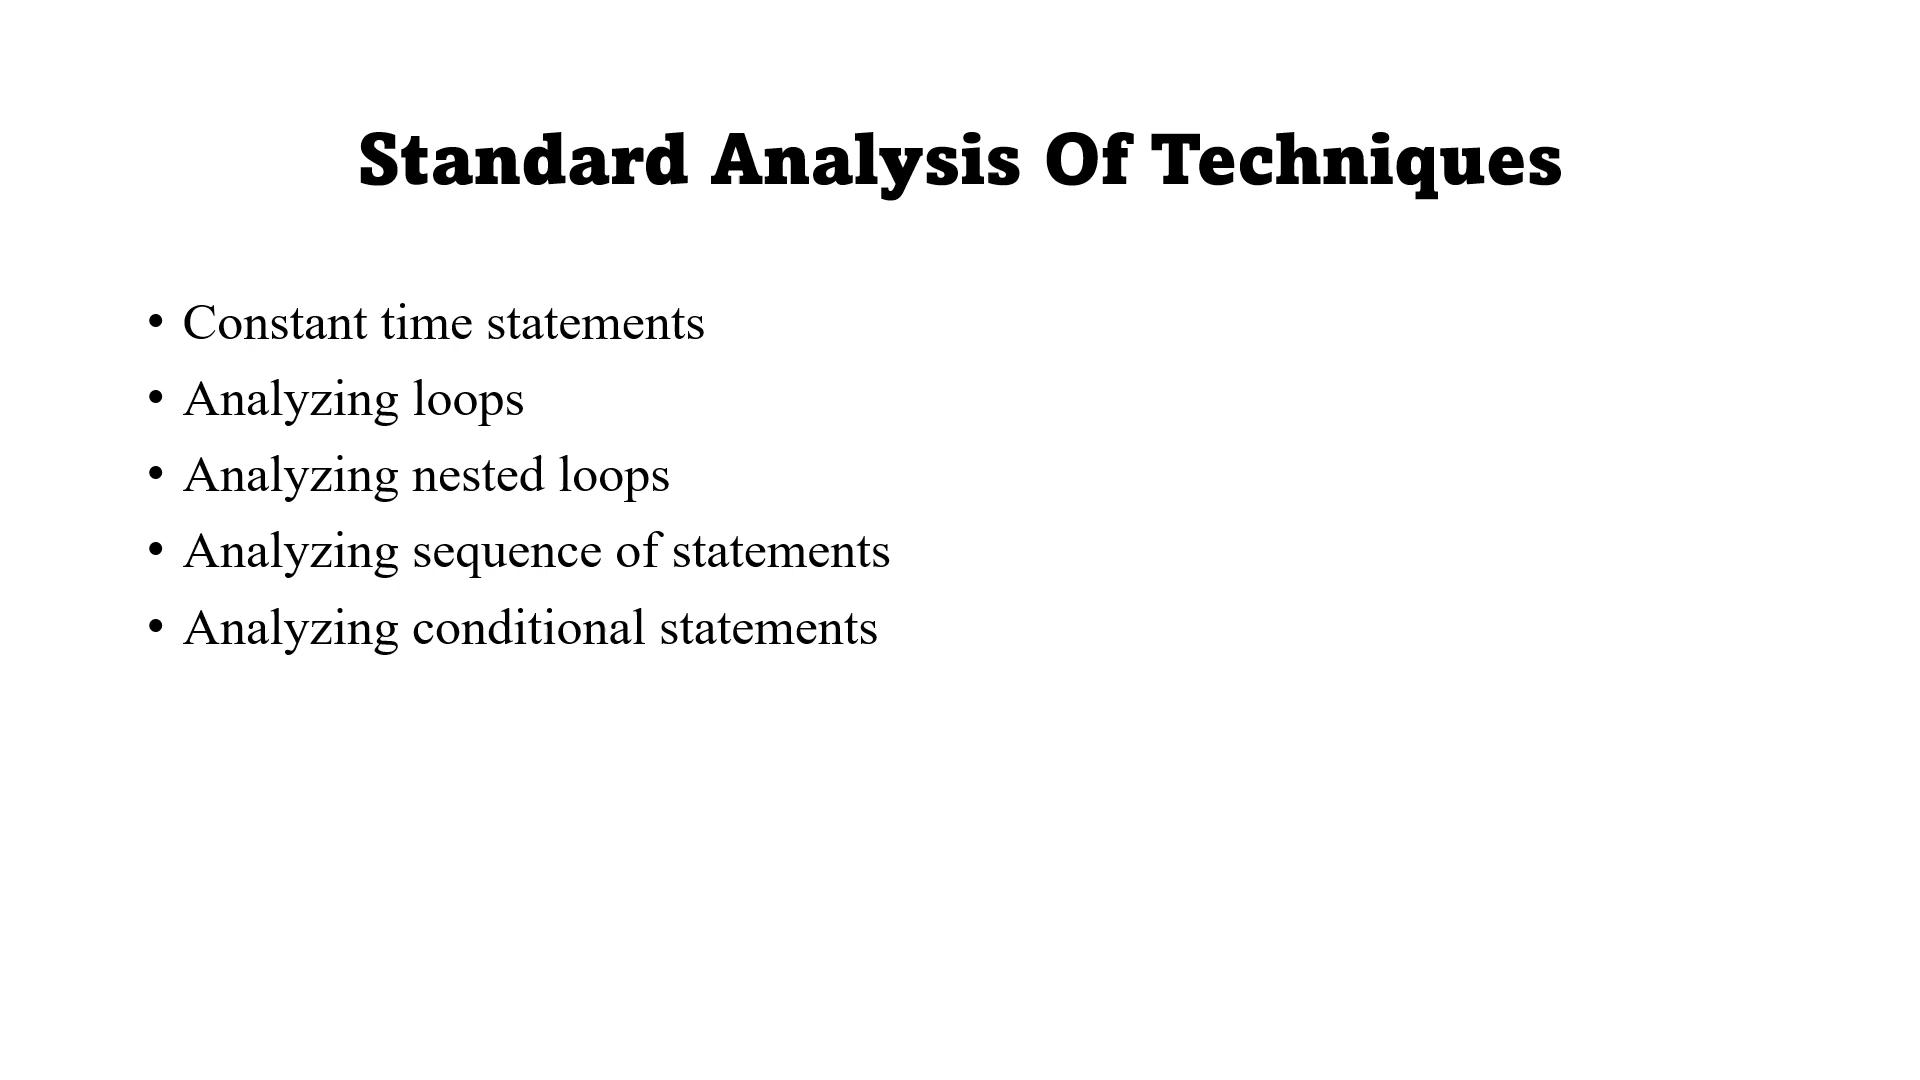 Standard Analysis Of Techniques
• Constant time statements
• Analyzing loops
• Analyzing nested loops
• Analyzing sequence of statements
• Analyzing conditional statements